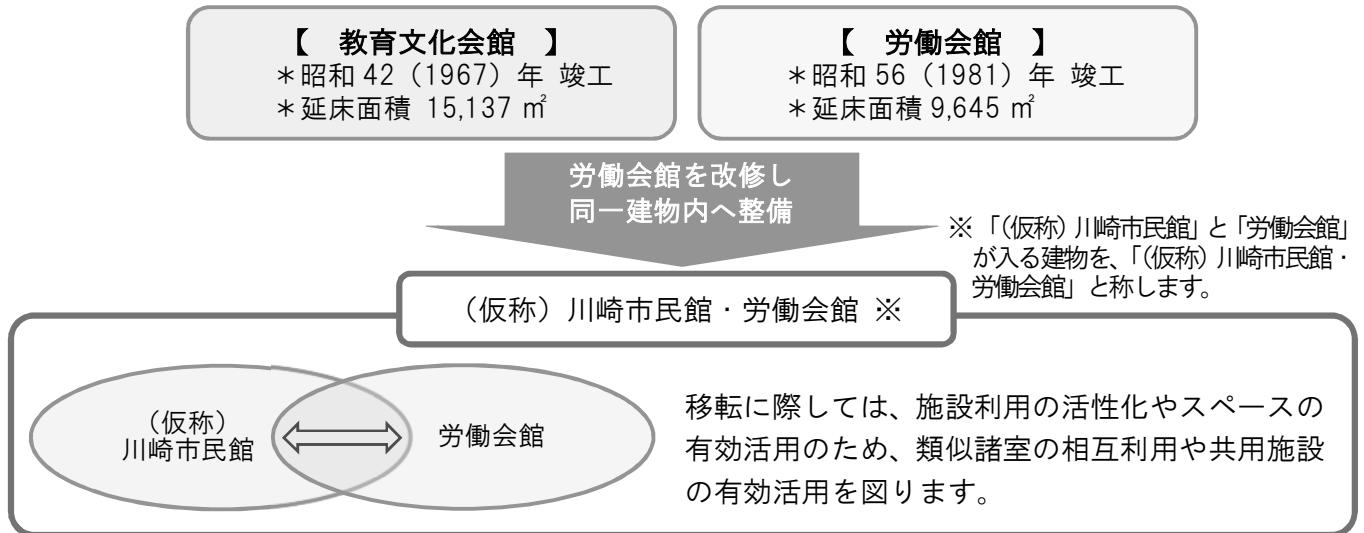 【 教育文化会館 】
＊昭和 42（1967）年 竣工
＊延床面積 15,137 ㎡
【 労働会館 】
＊昭和 56（1981）年 竣工
＊延床面積 9,645 ㎡
労働会館を改修し
同一建物内へ整備
※ 「（仮称）川崎市民館」と「労働会館」
が入る建物を、「（仮称）川崎市民館・
労働会館」と称します。
（仮称）川崎市民館・労働会館 ※
（仮称）
川崎市民館
労働会館
移転に際しては、施設利用の活性化やスペースの
有効活用のため、類似諸室の相互利用や共用施設
の有効活用を図ります。